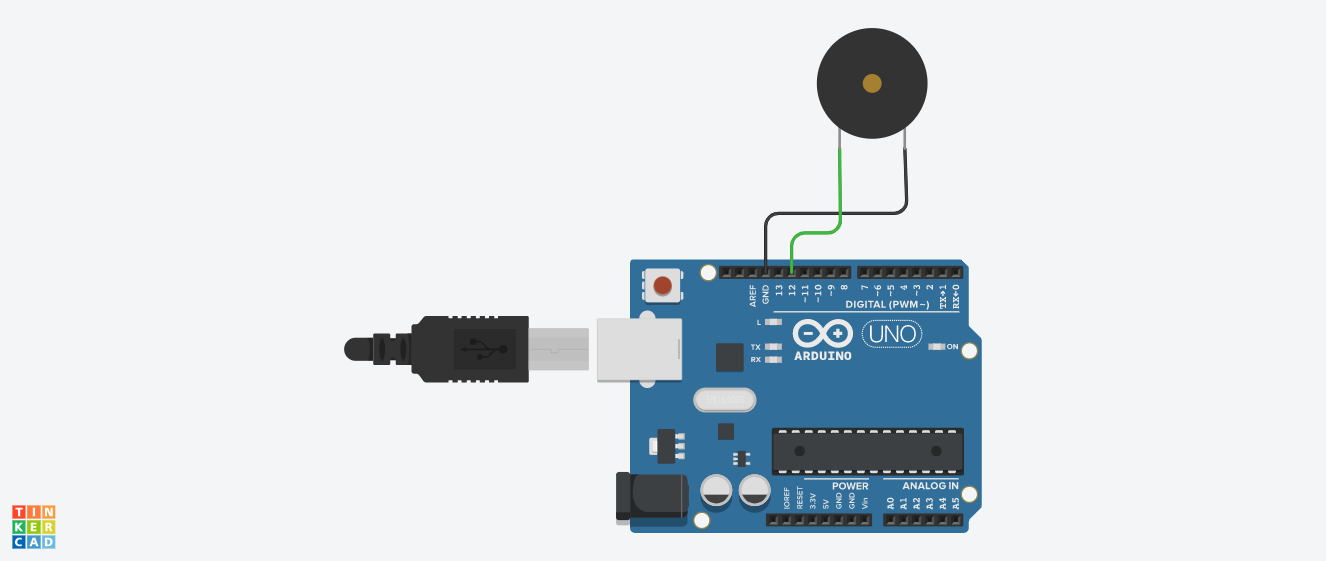 AREF
GND
13
12
~11
~10
~9
8
7
~6
~5
4
~3
2
TX→1
RX←0
DIGITAL (PWM~)
L
TX
RX
ARDUINO
UNO
ON
IOREF
RESET
3.3V
5V
GND
GND
Vin
POWER
ANALOG IN
A0
A1
A2
A3
A4
A5
TIN
KER
CAD